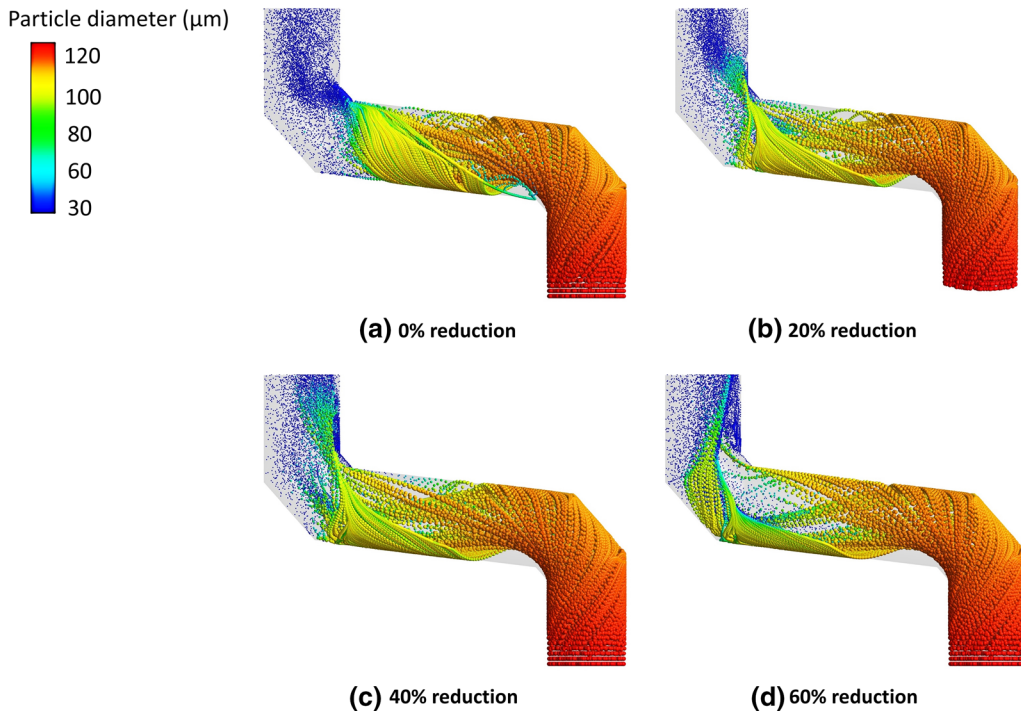 Particle diameter (µm)
120
100
80
60
30
(a) 0% reduction
(b) 20% reduction
(c) 40% reduction
(d) 60% reduction